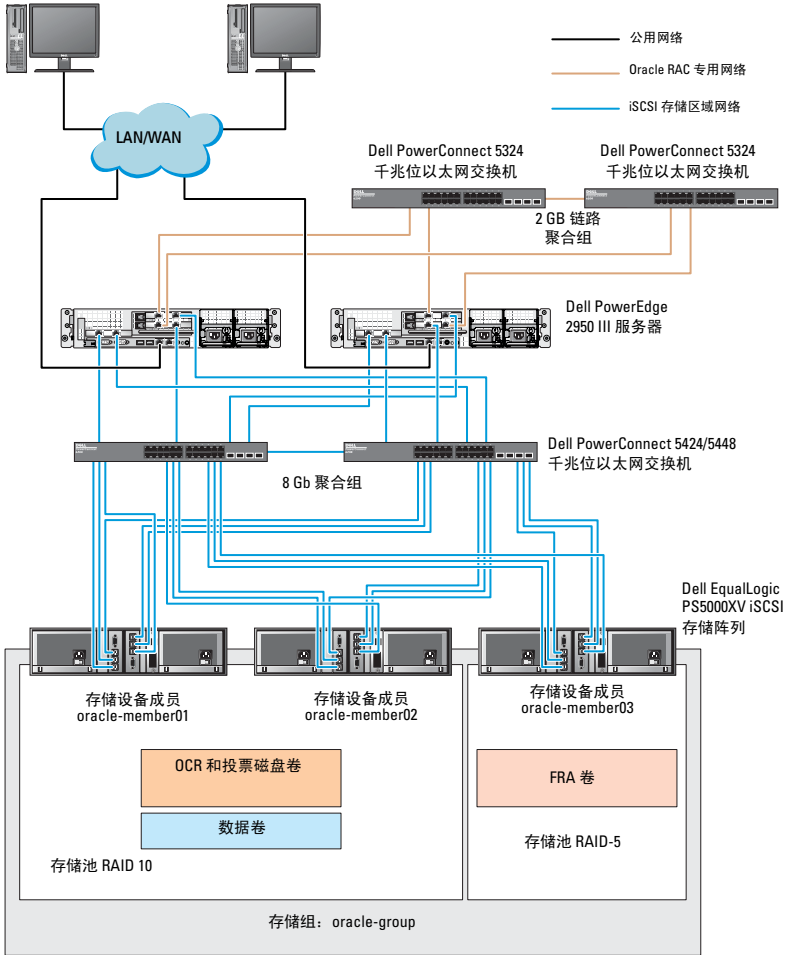 公用网络
Oracle RAC 专用网络
iSCSI 存储区域网络
LAN/WAN
Dell PowerConnect 5324
千兆位以太网交换机
Dell PowerConnect 5324
千兆位以太网交换机
2 GB 链路
聚合组
Dell PowerEdge
2950 III 服务器
Dell PowerConnect 5424/5448
千兆位以太网交换机
8 Gb 聚合组
Dell EqualLogic
PS5000XV iSCSI
存储阵列
存储设备成员
oracle-member01
存储设备成员
oracle-member02
存储设备成员
oracle-member03
OCR 和投票磁盘卷
数据卷
FRA 卷
存储池 RAID 10
存储池 RAID-5
存储组：oracle-group